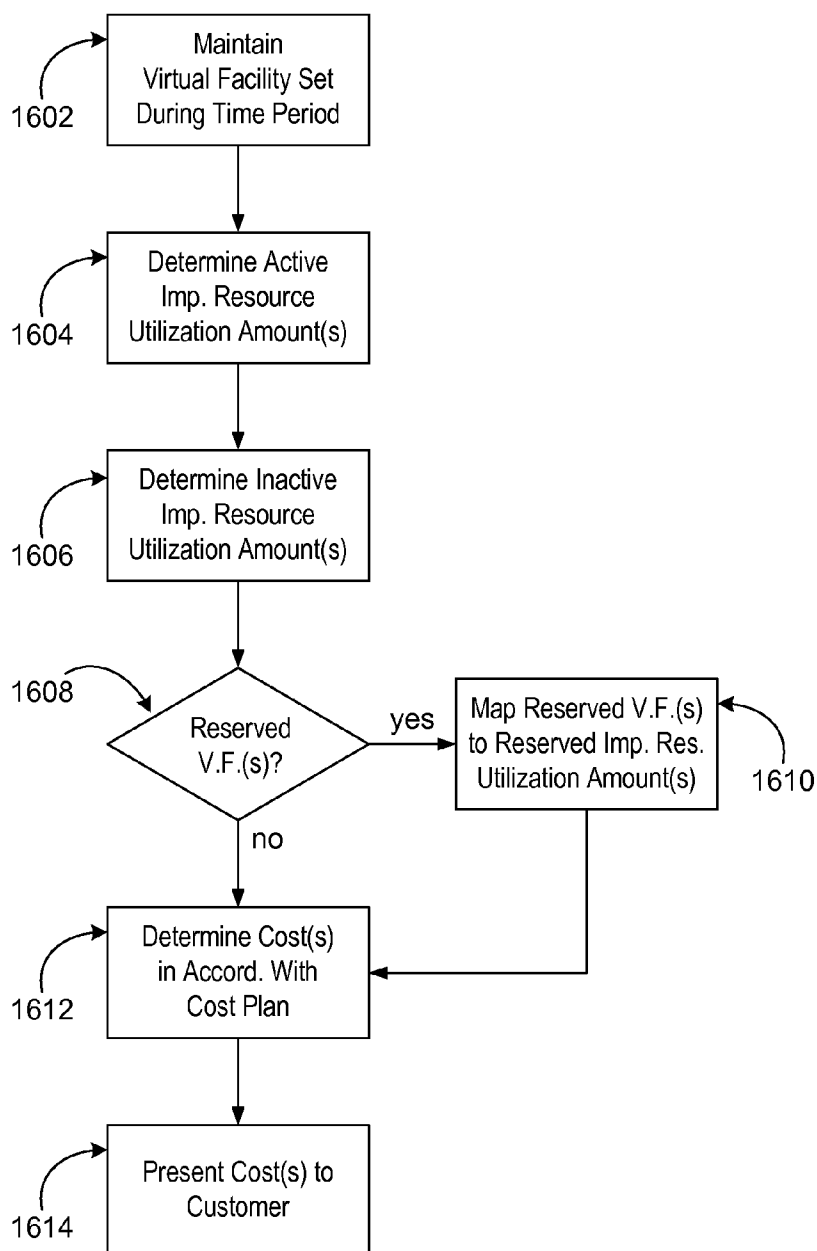 Maintain
Virtual Facility Set
During Time Period
1602
Determine Active
Imp. Resource
Utilization Amount(s)
1604
Determine Inactive
Imp. Resource
Utilization Amount(s)
1606
1608
Reserved
V.F.(s)?
yes
Map Reserved V.F.(s)
to Reserved Imp. Res.
Utilization Amount(s)
1610
no
Determine Cost(s)
in Accord. With
Cost Plan
1612
Present Cost(s) to
Customer
1614